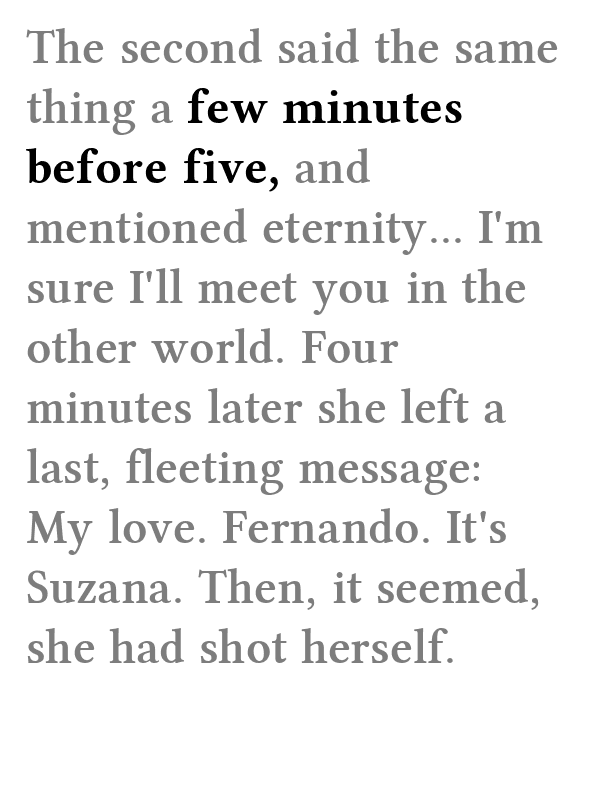 The second said the same
thing a few minutes
before five, and
mentioned eternity... I'm
sure I'll meet you in the
other world. Four
minutes later she left a
last, fleeting message:
My love. Fernando. It's
Suzana. Then, it seemed,
she had shot herself.